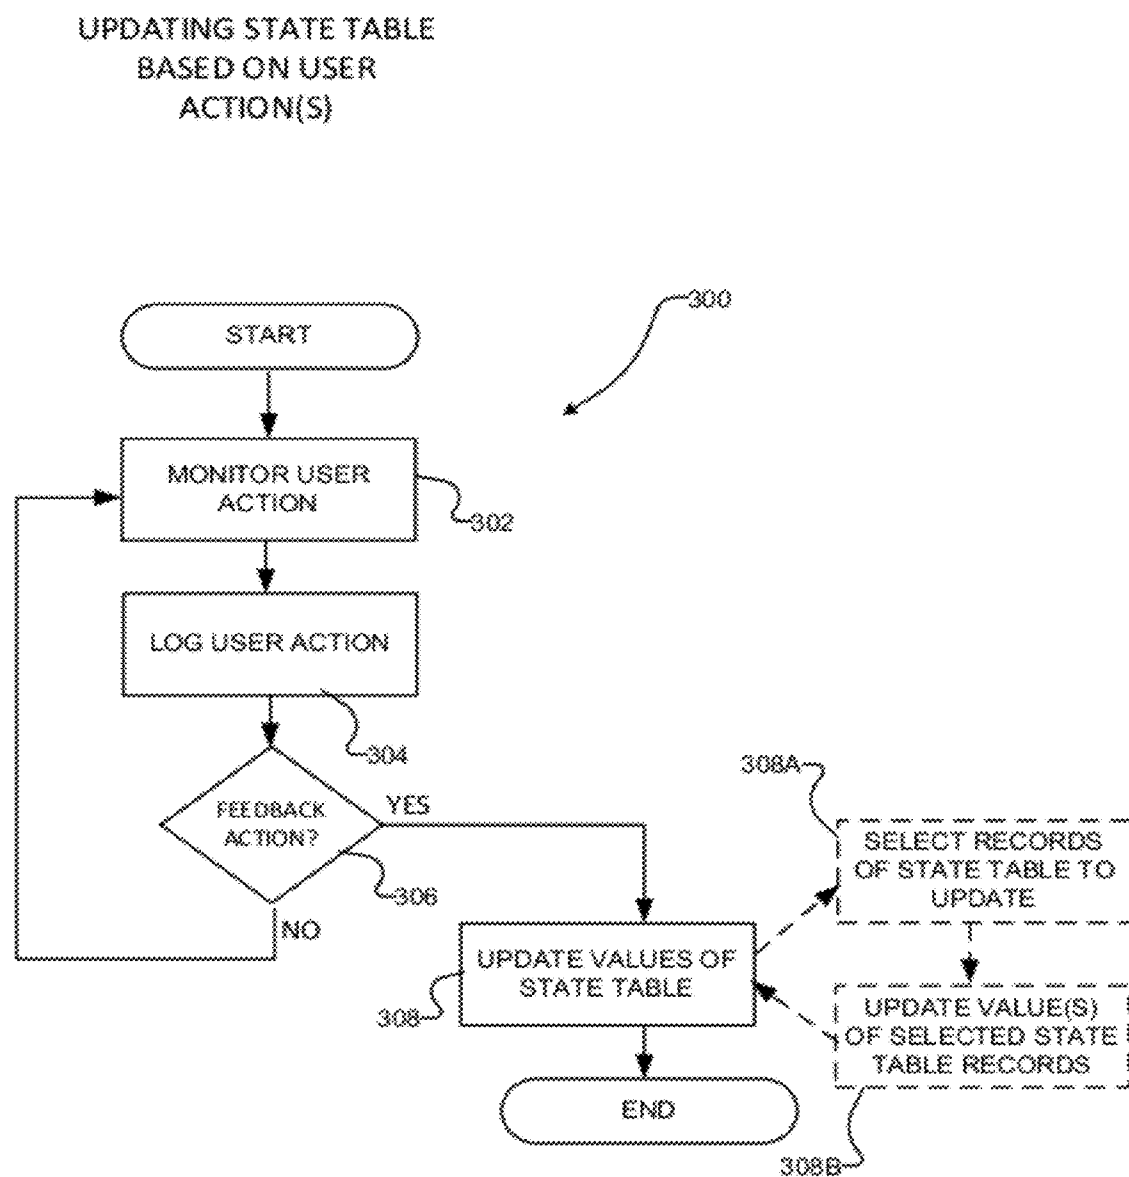 UPDATING STATE TABLE
BASED ON USER
ACTION(S)
300
START
MONITOR USER
ACTION
302
LOG USER ACTION
304
FEEDBACK
ACTION?
YES
306
NO
308A
SELECT RECORDS
OF STATE TABLE TO
UPDATE
UPDATE VALUES OF
STATE TABLE
308
UPDATE VALUE(S)
OF SELECTED STATE
TABLE RECORDS
END
308B